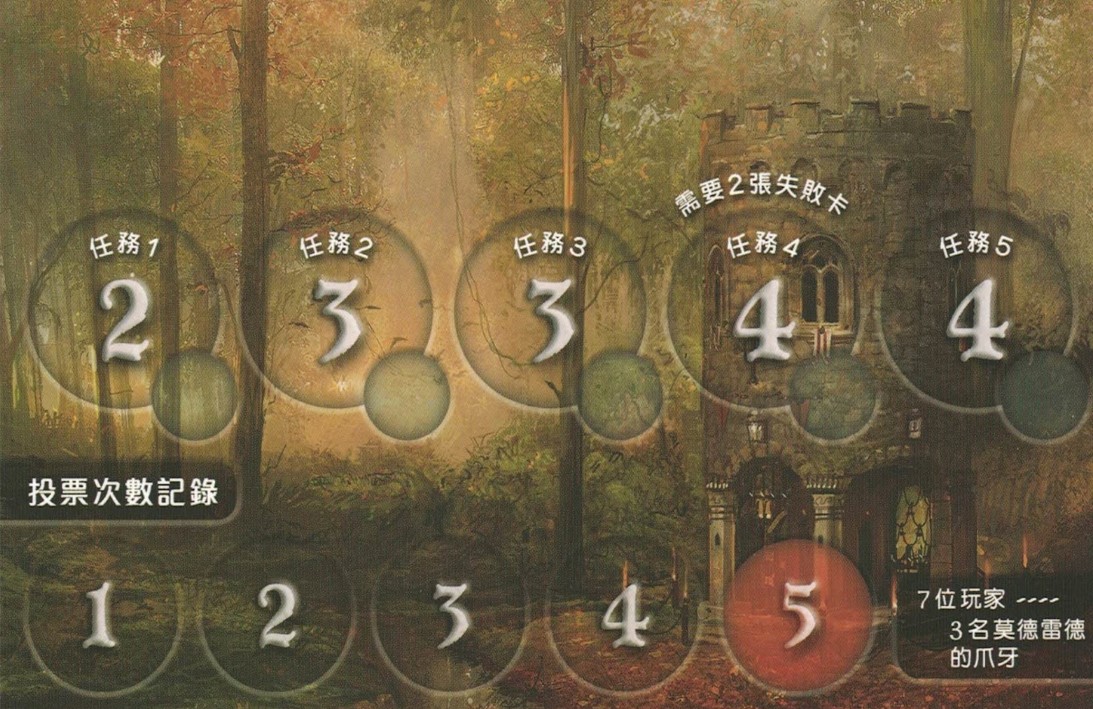 需要2張失敗卡
任務1
任務2
任務3
任務4
任務5
2
3
3
4
4
投票次數記錄
1
2
3
4
5
7位玩家 ----
3名莫德雷德
的爪牙